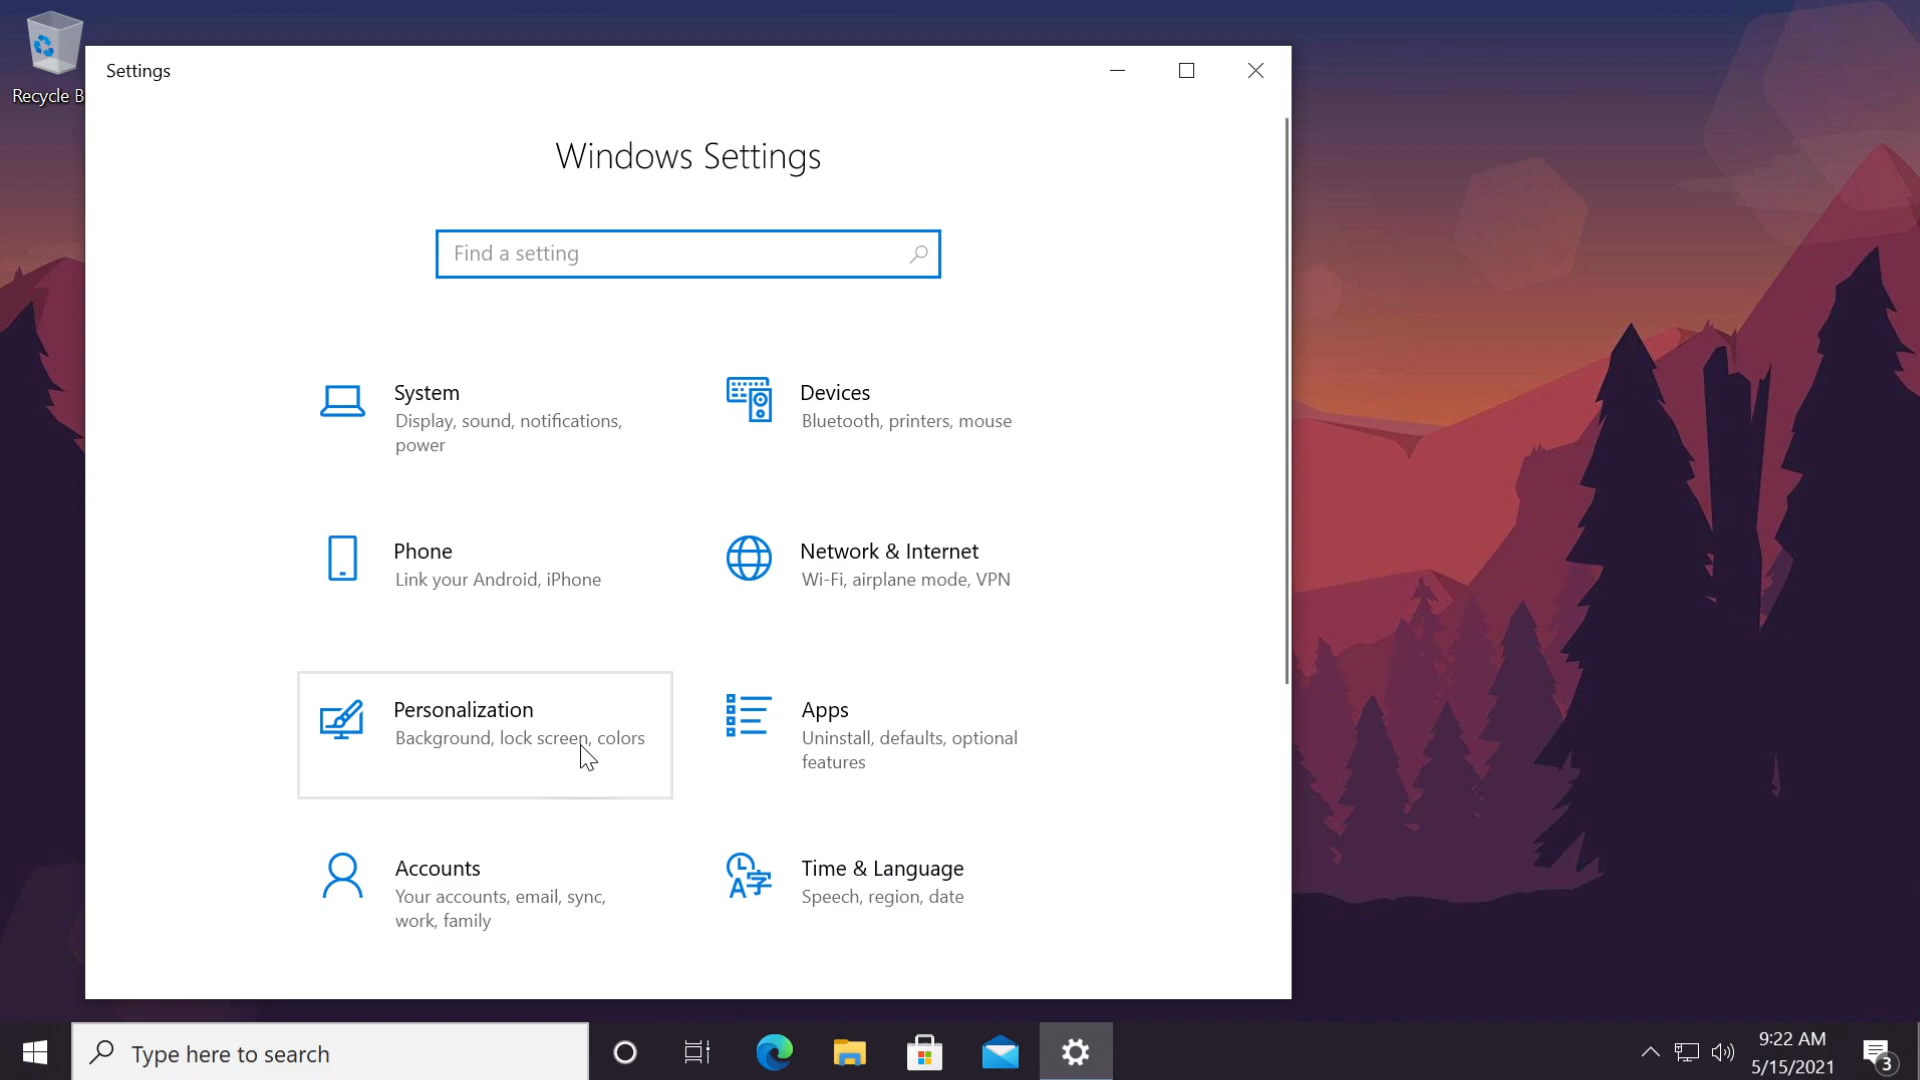 Recycle B
Settings
Windows Settings
Find a setting
System
Display, sound, notifications,
power
Devices
Bluetooth, printers, mouse
Phone
Link your Android, iPhone
Network & Internet
Wi-Fi, airplane mode, VPN
Personalization
Background, lock screen, colors
Apps
Uninstall, defaults, optional
features
Accounts
Your accounts, email, sync,
work, family
Time & Language
Speech, region, date
Type here to search
9:22 AM
5/15/2021
3